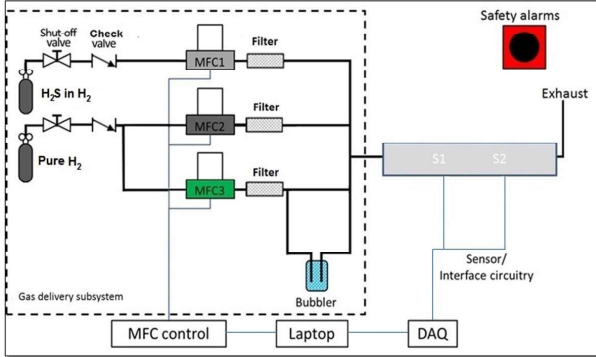 Safety alarms
Shut-off
valve
Check
valve
Filter
MFC1
H₂S in H₂
Exhaust
Filter
MFC2
Pure H₂
S1 S2
Filter
MFC3
Sensor/
Interface circuitry
Gas delivery subsystem
Bubbler
MFC control
Laptop
DAQ